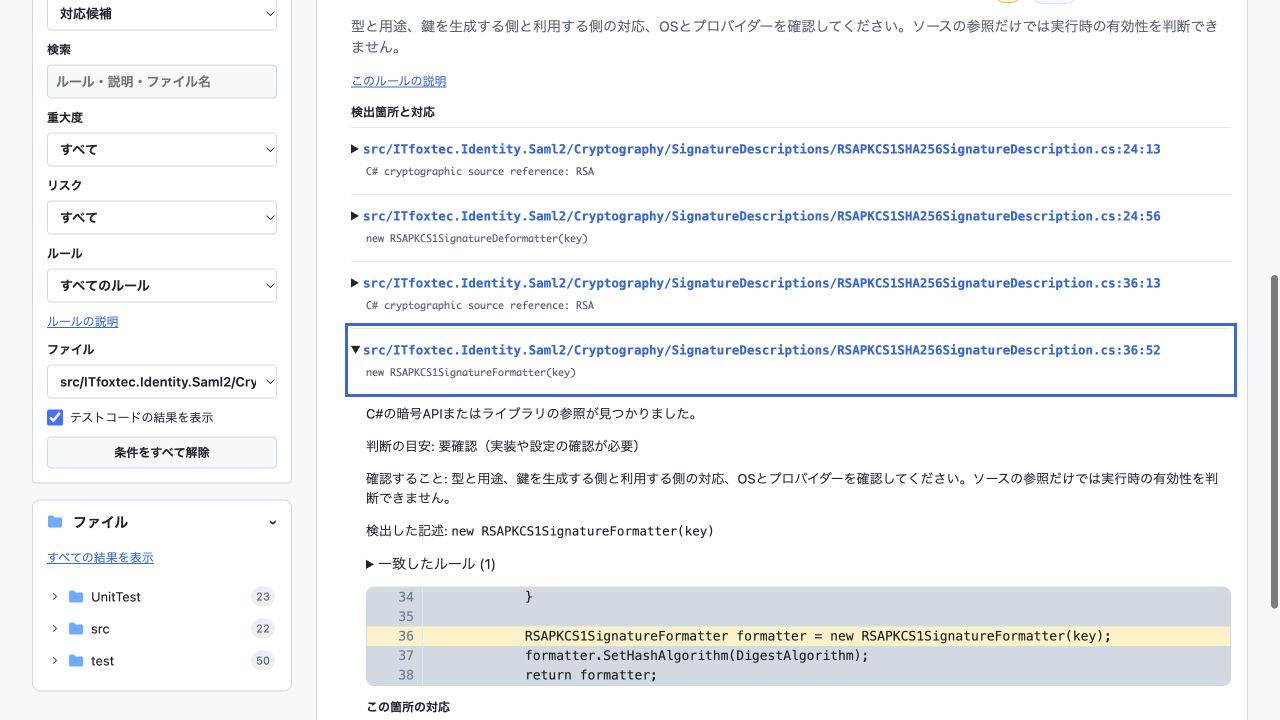 対応候補
検索
ルール・説明・ファイル名
重大度
すべて
リスク
すべて
ルール
すべてのルール
ルールの説明
ファイル
src/ITfoxtec.Identity.Saml2/Cry
テストコードの結果を表示
条件をすべて解除
ファイル
すべての結果を表示
UnitTest 23
src 22
test 50
型と用途、鍵を生成する側と利用する側の対応、OSとプロバイダーを確認してください。ソースの参照だけでは実行時の有効性を判断でき
ません。
このルールの説明
検出箇所と対応
src/ITfoxtec.Identity.Saml2/Cryptography/SignatureDescriptions/RSAPKCS1SHA256SignatureDescription.cs:24:13
C# cryptographic source reference: RSA
src/ITfoxtec.Identity.Saml2/Cryptography/SignatureDescriptions/RSAPKCS1SHA256SignatureDescription.cs:24:56
new RSAPKCS1SignatureDeformatter(key)
src/ITfoxtec.Identity.Saml2/Cryptography/SignatureDescriptions/RSAPKCS1SHA256SignatureDescription.cs:36:13
C# cryptographic source reference: RSA
src/ITfoxtec.Identity.Saml2/Cryptography/SignatureDescriptions/RSAPKCS1SHA256SignatureDescription.cs:36:52
new RSAPKCS1SignatureFormatter(key)
C#の暗号APIまたはライブラリの参照が見つかりました。
判断の目安: 要確認（実装や設定の確認が必要）
確認すること: 型と用途、鍵を生成する側と利用する側の対応、OSとプロバイダーを確認してください。ソースの参照だけでは実行時の有効性を判
断できません。
検出した記述: new RSAPKCS1SignatureFormatter(key)
一致したルール (1)
34 }
35
36 RSAPKCS1SignatureFormatter formatter = new RSAPKCS1SignatureFormatter(key);
37 formatter.SetHashAlgorithm(DigestAlgorithm);
38 return formatter;
この箇所の対応